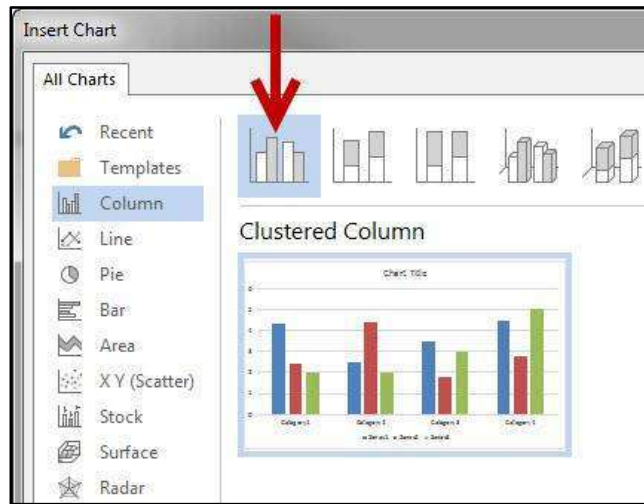 Insert Chart
All Charts
Recent
Templates
Column
Line
Pie
Bar
Area
X Y (Scatter)
Stock
Surface
Radar
Clustered Column
Chart Title